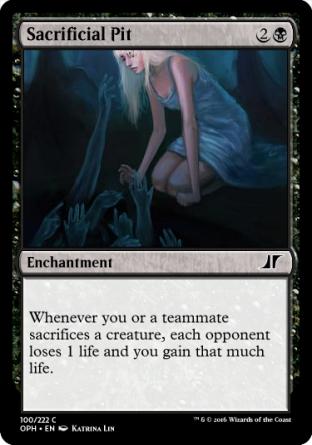 Sacrificial Pit 2
Enchantment
Whenever you or a teammate
sacrifices a creature, each opponent
loses 1 life and you gain that much
life.
100/222 C
OPH • EN Katrina Lin
™ & © 2016 Wizards of the Coast